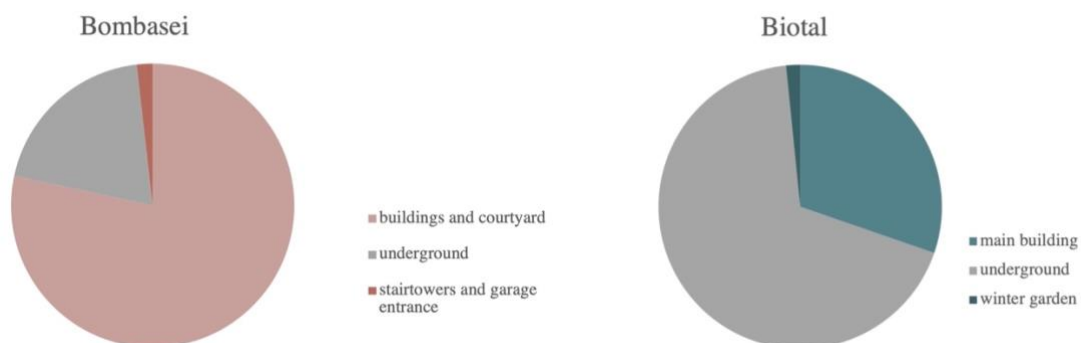 Bombasei
buildings and courtyard
underground
stairtowers and garage
entrance
Biotal
main building
underground
winter garden